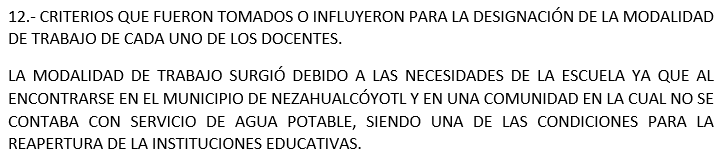 12.- CRITERIOS QUE FUERON TOMADOS O INFLUYERON PARA LA DESIGNACIÓN DE LA MODALIDAD
DE TRABAJO DE CADA UNO DE LOS DOCENTES.
LA MODALIDAD DE TRABAJO SURGIÓ DEBIDO A LAS NECESIDADES DE LA ESCUELA YA QUE AL
ENCONTRARSE EN EL MUNICIPIO DE NEZAHUALCÓYOTL Y EN UNA COMUNIDAD EN LA CUAL NO SE
CONTABA CON SERVICIO DE AGUA POTABLE, SIENDO UNA DE LAS CONDICIONES PARA LA
REAPERTURA DE LA INSTITUCIONES EDUCATIVAS.